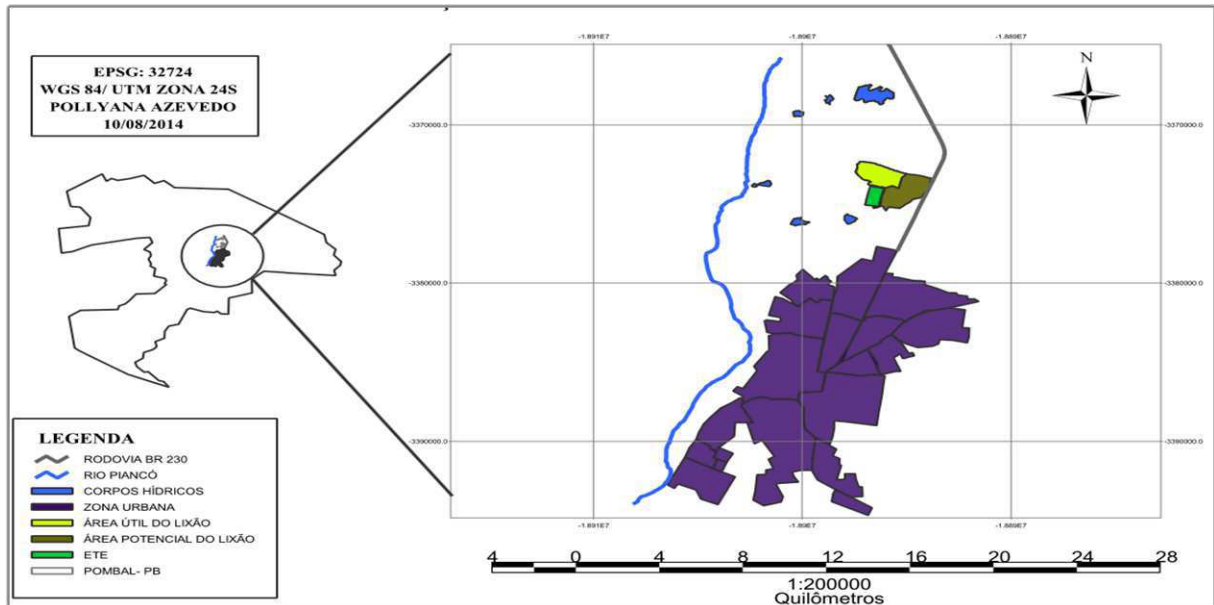 EPSG: 32724
WGS 84/ UTM ZONA 24S
POLLYANA AZEVEDO
10/08/2014
-1.891E7
-1.89E7
-1.889E7
N
-3370000.0
-3370000.0
-3380000.0
-3380000.0
-3390000.0
-3390000.0
-1.891E7
-1.89E7
-1.889E7
LEGENDA
RODOVIA BR 230
RIO PIANCÓ
CORPOS HÍDRICOS
ZONA URBANA
ÁREA ÚTIL DO LIXÃO
ÁREA POTENCIAL DO LIXÃO
ETE
POMBAL- PB
4 0 4 8 12 16 20 24 28
1:200000
Quilômetros